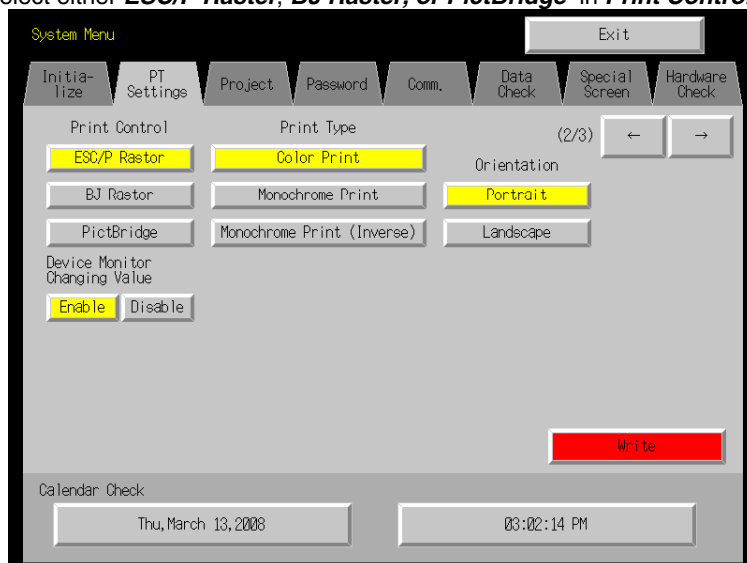 elect either ESC/P Raster, BJ Raster, or PictBridge in Print Control
System Menu
Exit
Initia-
lize
PT
Settings
Project
Password
Comm.
Data
Check
Special
Screen
Hardware
Check
Print Control
Print Type
(2/3)
←
→
ESC/P Rastor
Color Print
Orientation
BJ Rastor
Monochrome Print
Portrait
PictBridge
Monochrome Print (Inverse)
Landscape
Device Monitor
Changing Value
Enable
Disable
Write
Calendar Check
Thu,March 13,2008
03:02:14 PM